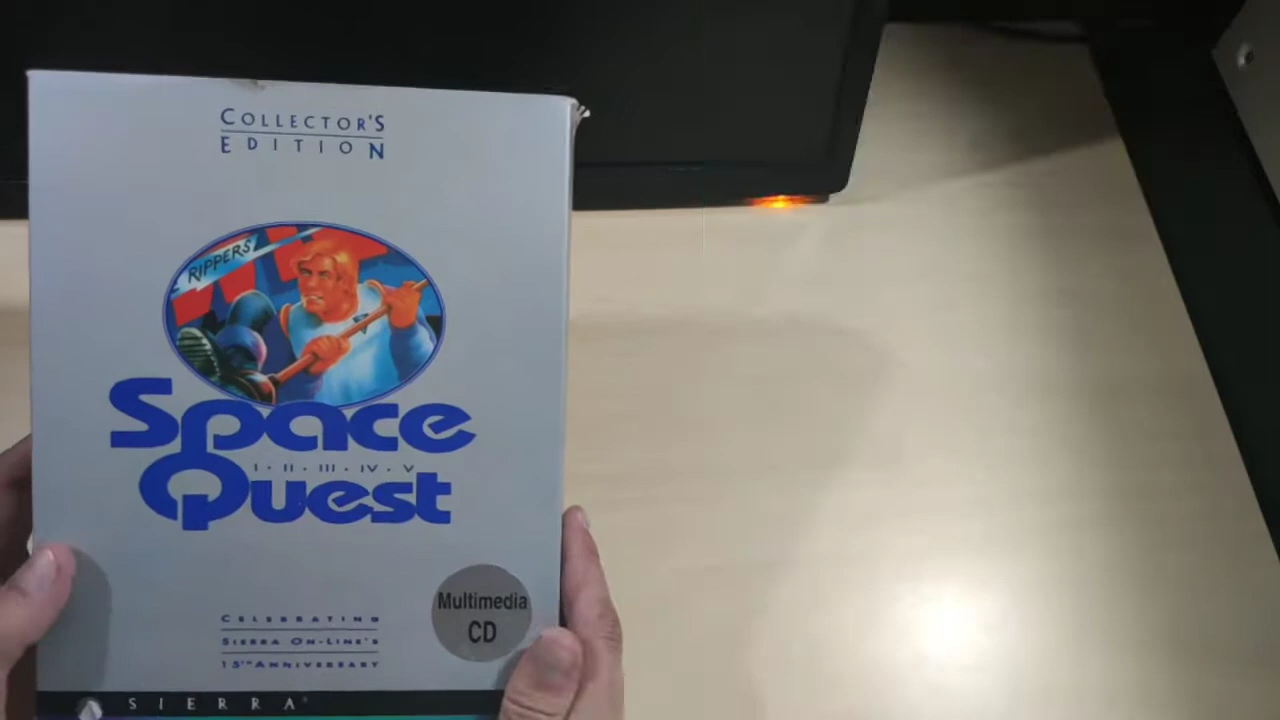 COLLECTOR'S
EDITION
RIPPERS
Space
I · II · III · IV · V
Quest
CELEBRATING
SIERRA ON-LINE'S
15TH ANNIVERSARY
Multimedia
CD
SIERRA®